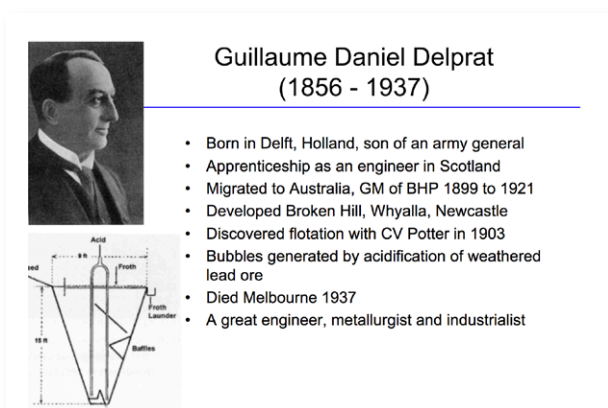 Guillaume Daniel Delprat
(1856 - 1937)
• Born in Delft, Holland, son of an army general
• Apprenticeship as an engineer in Scotland
• Migrated to Australia, GM of BHP 1899 to 1921
• Developed Broken Hill, Whyalla, Newcastle
• Discovered flotation with CV Potter in 1903
• Bubbles generated by acidification of weathered
lead ore
• Died Melbourne 1937
• A great engineer, metallurgist and industrialist
Acid
9 ft
eed
Froth
Froth
Launder
15 ft
Baffles